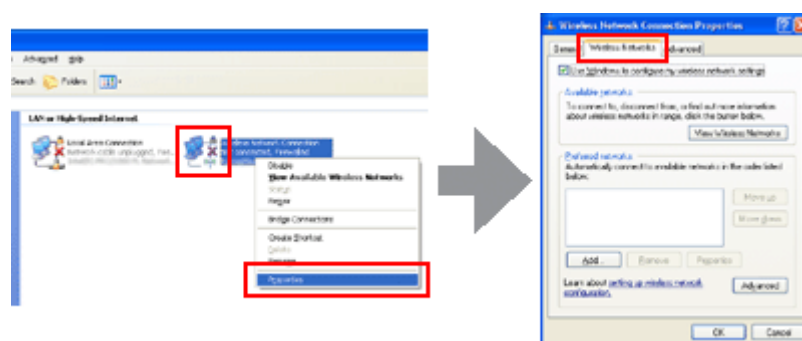 Advanced Help
Search Folders
LAN or High-Speed Internet
Local Area Connection
Network cable unplugged, Fire...
Wireless Network Connection
Not connected, Firewalled
Disable
View Available Wireless Networks
Status
Repair
Bridge Connections
Create Shortcut
Delete
Rename
Properties
Wireless Network Connection Properties
General Wireless Networks Advanced
Use Windows to configure my wireless network settings
Available networks
To connect to, disconnect from, or find out more information
about wireless networks in range, click the button below.
View Wireless Networks
Preferred networks
Automatically connect to available networks in the order listed
below:
Move up
Move down
Add... Remove Properties
Learn about setting up wireless network
configuration.
Advanced
OK Cancel